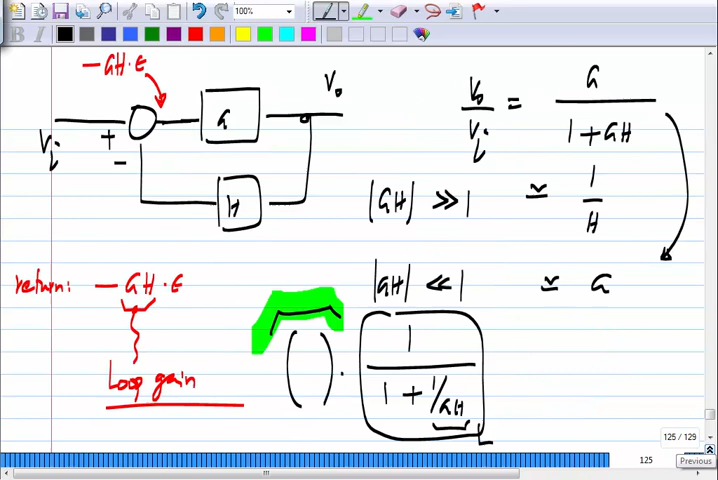 100%
B I U
-GH·E
Vi + - G Vo H
Vo/Vi = G/(1+GH)
|GH| ≫ 1 ≅ 1/H
return: -GH·E
|GH| ≪ 1 ≅ G
Loop gain
( ) · 1/(1 + 1/GH)
125 / 129
125
Previous